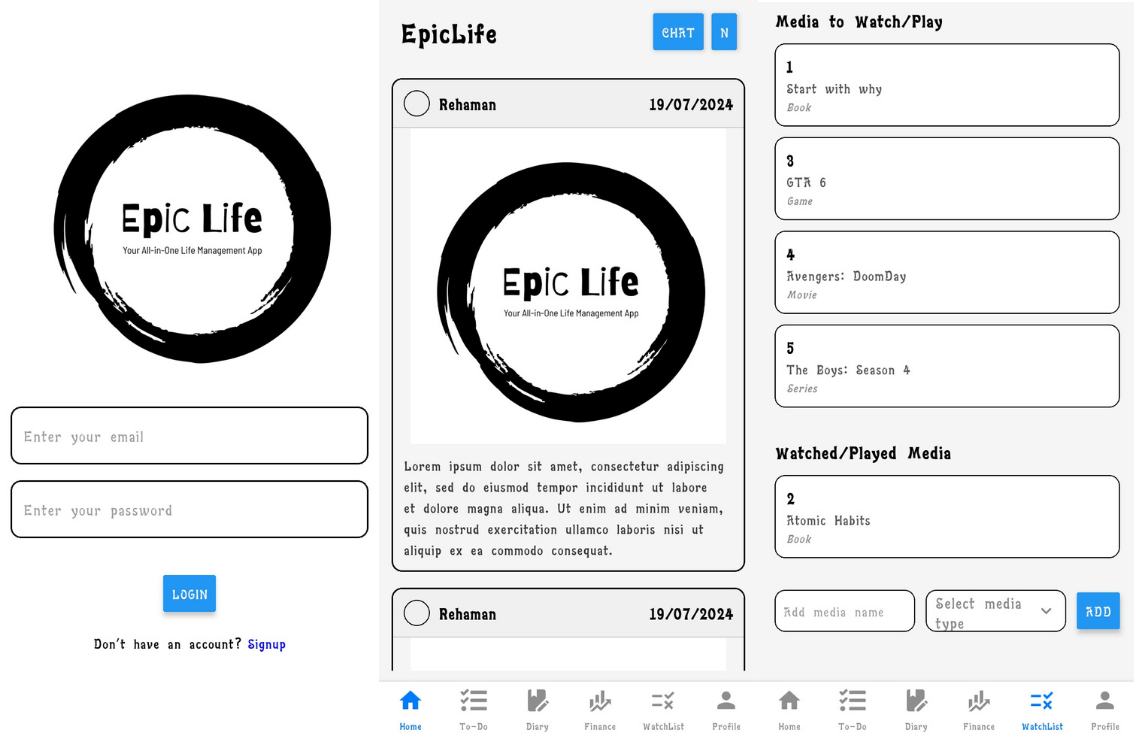 Epic Life
Your All-in-One Life Management App
Enter your email
Enter your password
LOGIN
Don't have an account? Signup
EpicLife
CHAT
N
Rehaman
19/07/2024
Epic Life
Your All-in-One Life Management App
Lorem ipsum dolor sit amet, consectetur adipiscing
elit, sed do eiusmod tempor incididunt ut labore
et dolore magna aliqua. Ut enim ad minim veniam,
quis nostrud exercitation ullamco laboris nisi ut
aliquip ex ea commodo consequat.
Rehaman
19/07/2024
Home
To-Do
Diary
Finance
WatchList
Profile
Media to Watch/Play
1
Start with why
Book
3
GTA 6
Game
4
Avengers: DoomDay
Movie
5
The Boys: Season 4
Series
Watched/Played Media
2
Atomic Habits
Book
Add media name
Select media
type
ADD
Home
To-Do
Diary
Finance
WatchList
Profile